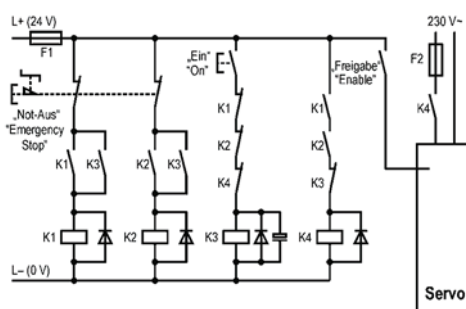 L+ (24 V)
F1
„Ein“
"On"
„Freigabe“
"Enable"
230 V~
F2
K4
„Not-Aus“
"Emergency
Stop"
K1 K3 K2 K3
K1
K2
K4
K1
K2
K3
K1 K2 K3 K4
L– (0 V)
Servo